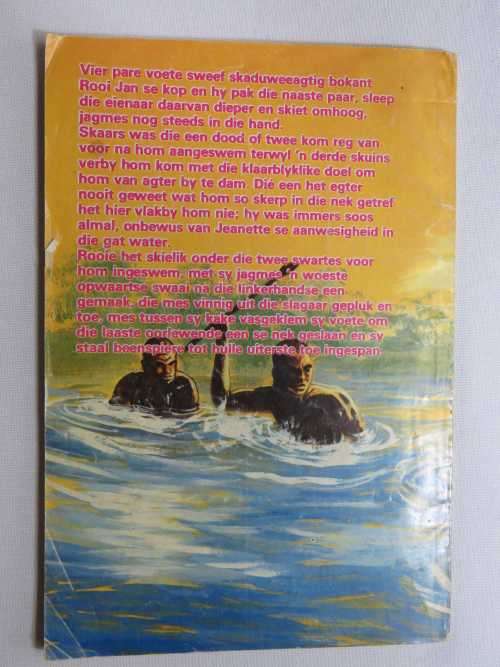 Vier pare voete sweef skaduweeagtig bokant
Rooi Jan se kop en hy pak die naaste paar, sleep
die eienaar daarvan dieper en skiet omhoog,
jagmes nog steeds in die hand.
Skaars was die een dood of twee kom reg van
voor na hom aangeswem terwyl 'n derde skuins
verby hom kom met die klaarblyklike doel om
hom van agter by te dam. Dié een het egter
nooit geweet wat hom so skerp in die nek getref
het hier vlakby hom nie; hy was immers soos
almal, onbewus van Jeanette se aanwesigheid in
die gat water.
Rooie het skielik onder die twee swartes voor
hom ingeswem, met sy jagmes 'n woeste
opwaartse swaai na die linkerhandse een
gemaak, die mes vinnig uit die slagaar gepluk en
toe, mes tussen sy kake vasgeklem sy voete om
die laaste oorlewende een se nek geslaan en sy
staal beenspiere tot hulle uiterste toe ingespan.